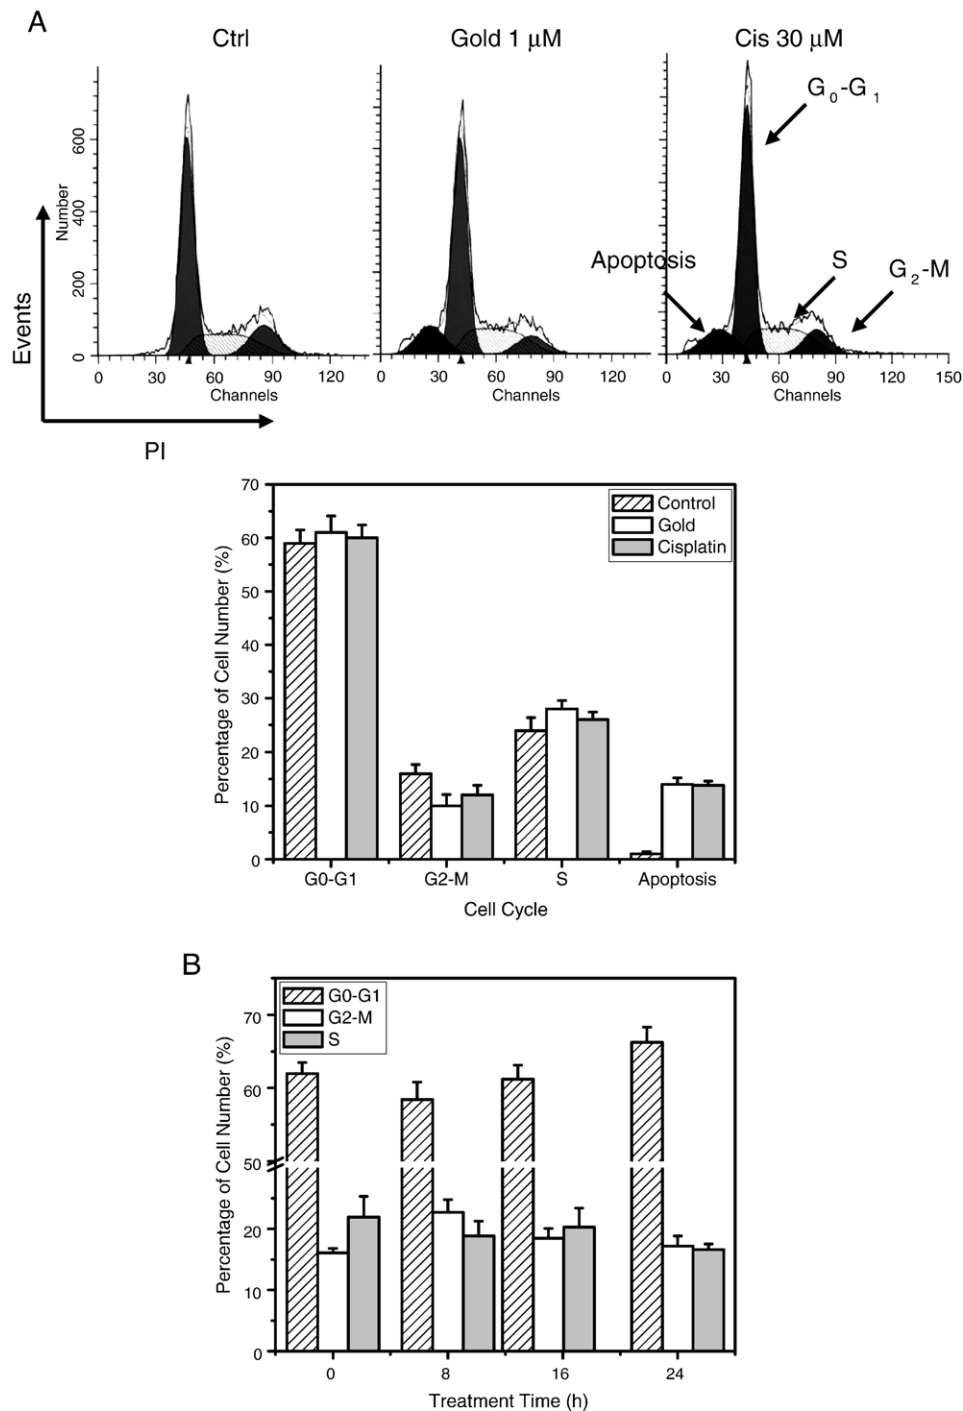 A
Ctrl
Gold 1 μM
Cis 30 μM
G0-G1
Apoptosis
S
G2-M
Events
Number
600
400
200
0
0 30 60 90 120
Channels
0 30 60 90 120
Channels
0 30 60 90 120 150
Channels
PI
Percentage of Cell Number (%)
70
60
50
40
30
20
10
0
Control
Gold
Cisplatin
G0-G1 G2-M S Apoptosis
Cell Cycle
B
Percentage of Cell Number (%)
70
60
50
20
10
0
G0-G1
G2-M
S
0 8 16 24
Treatment Time (h)